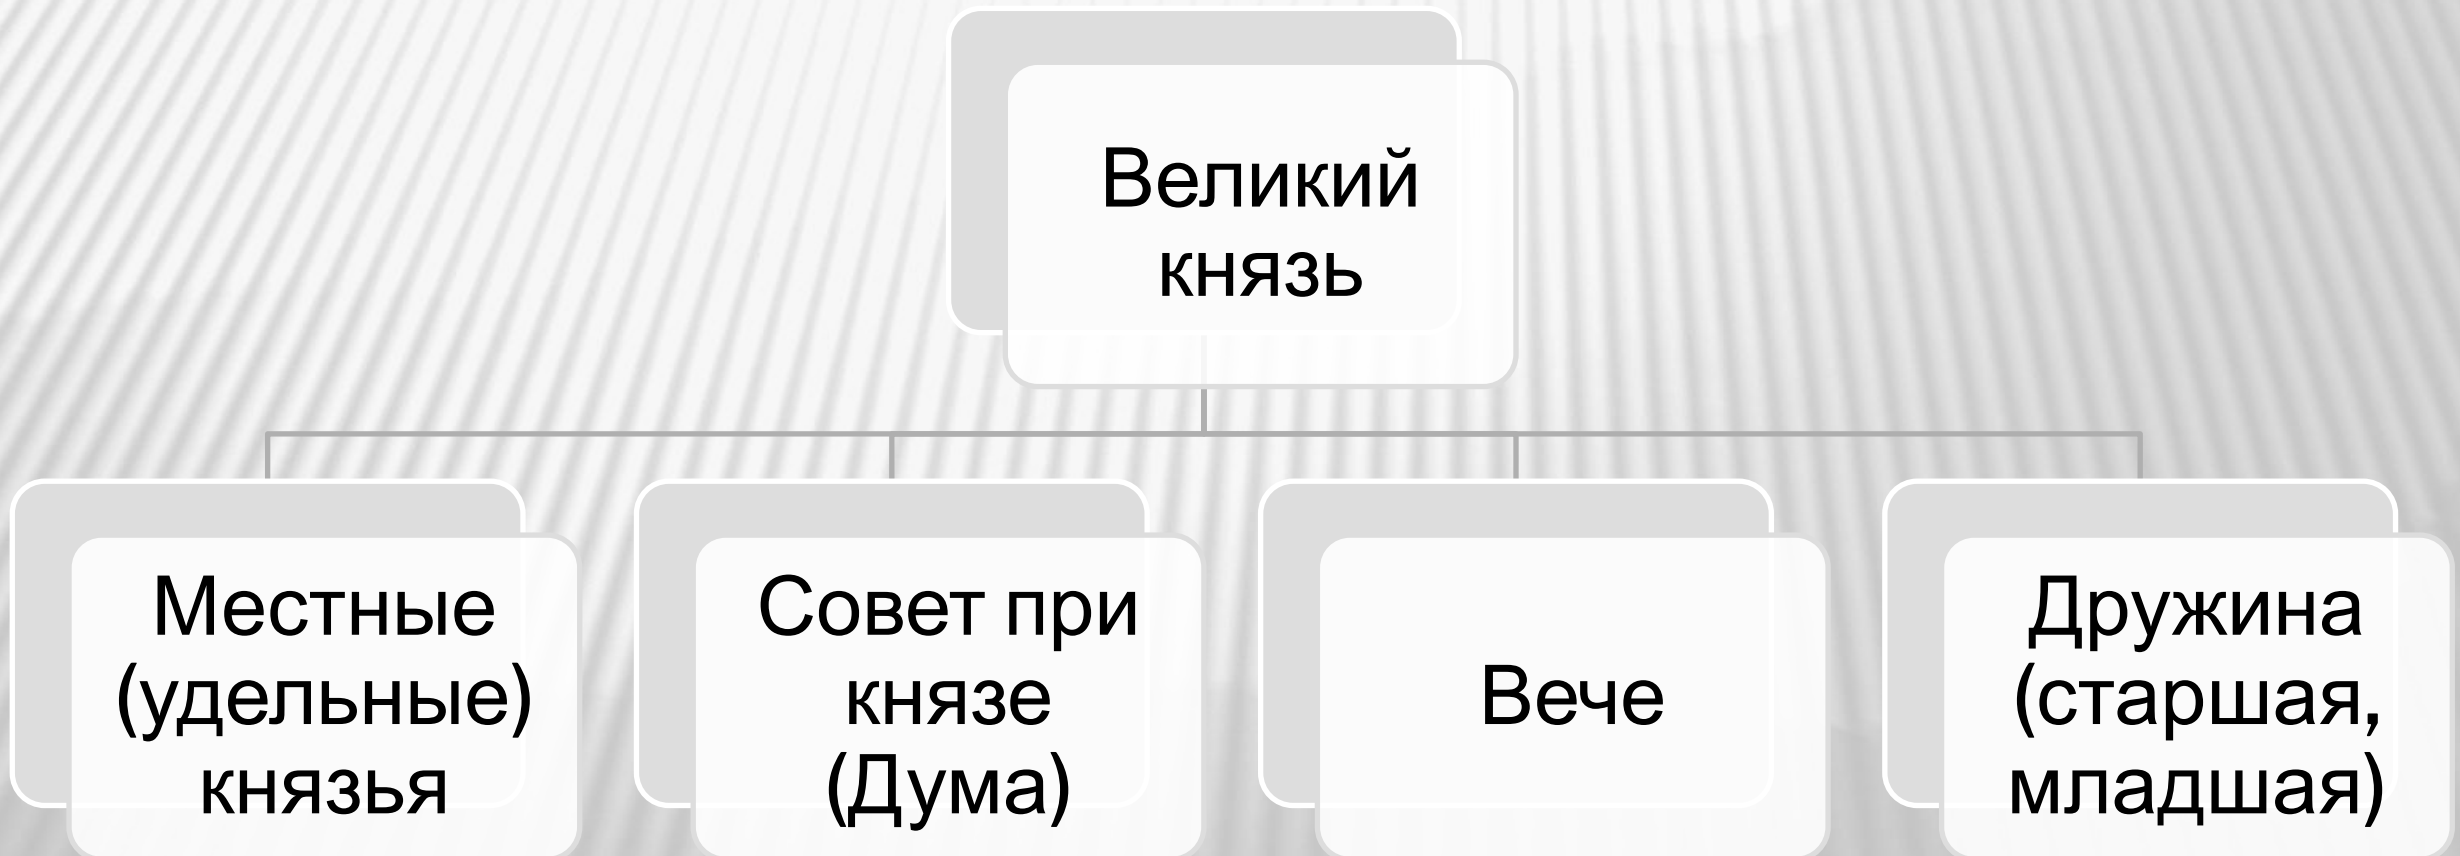 Великий
князь
Местные
(удельные)
князья
Совет при
князе
(Дума)
Вече
Дружина
(старшая,
младшая)